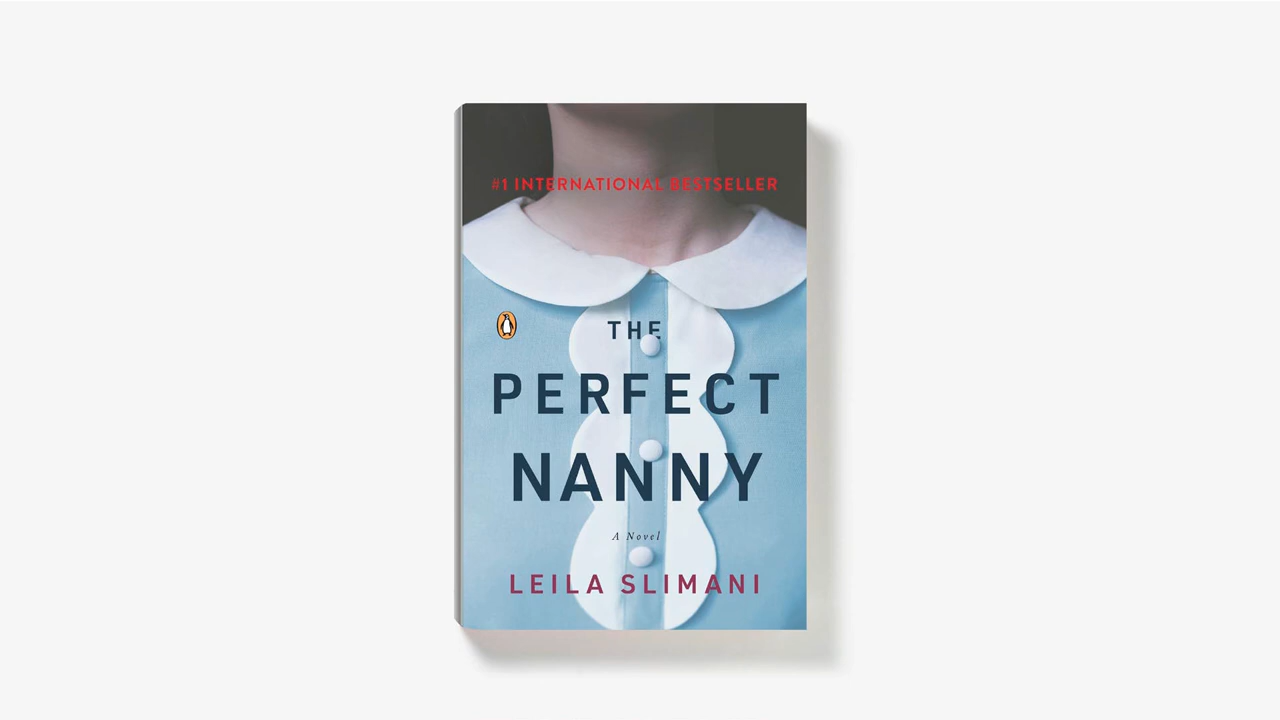 #1 INTERNATIONAL BESTSELLER
THE
PERFECT
NANNY
A Novel
LEILA SLIMANI